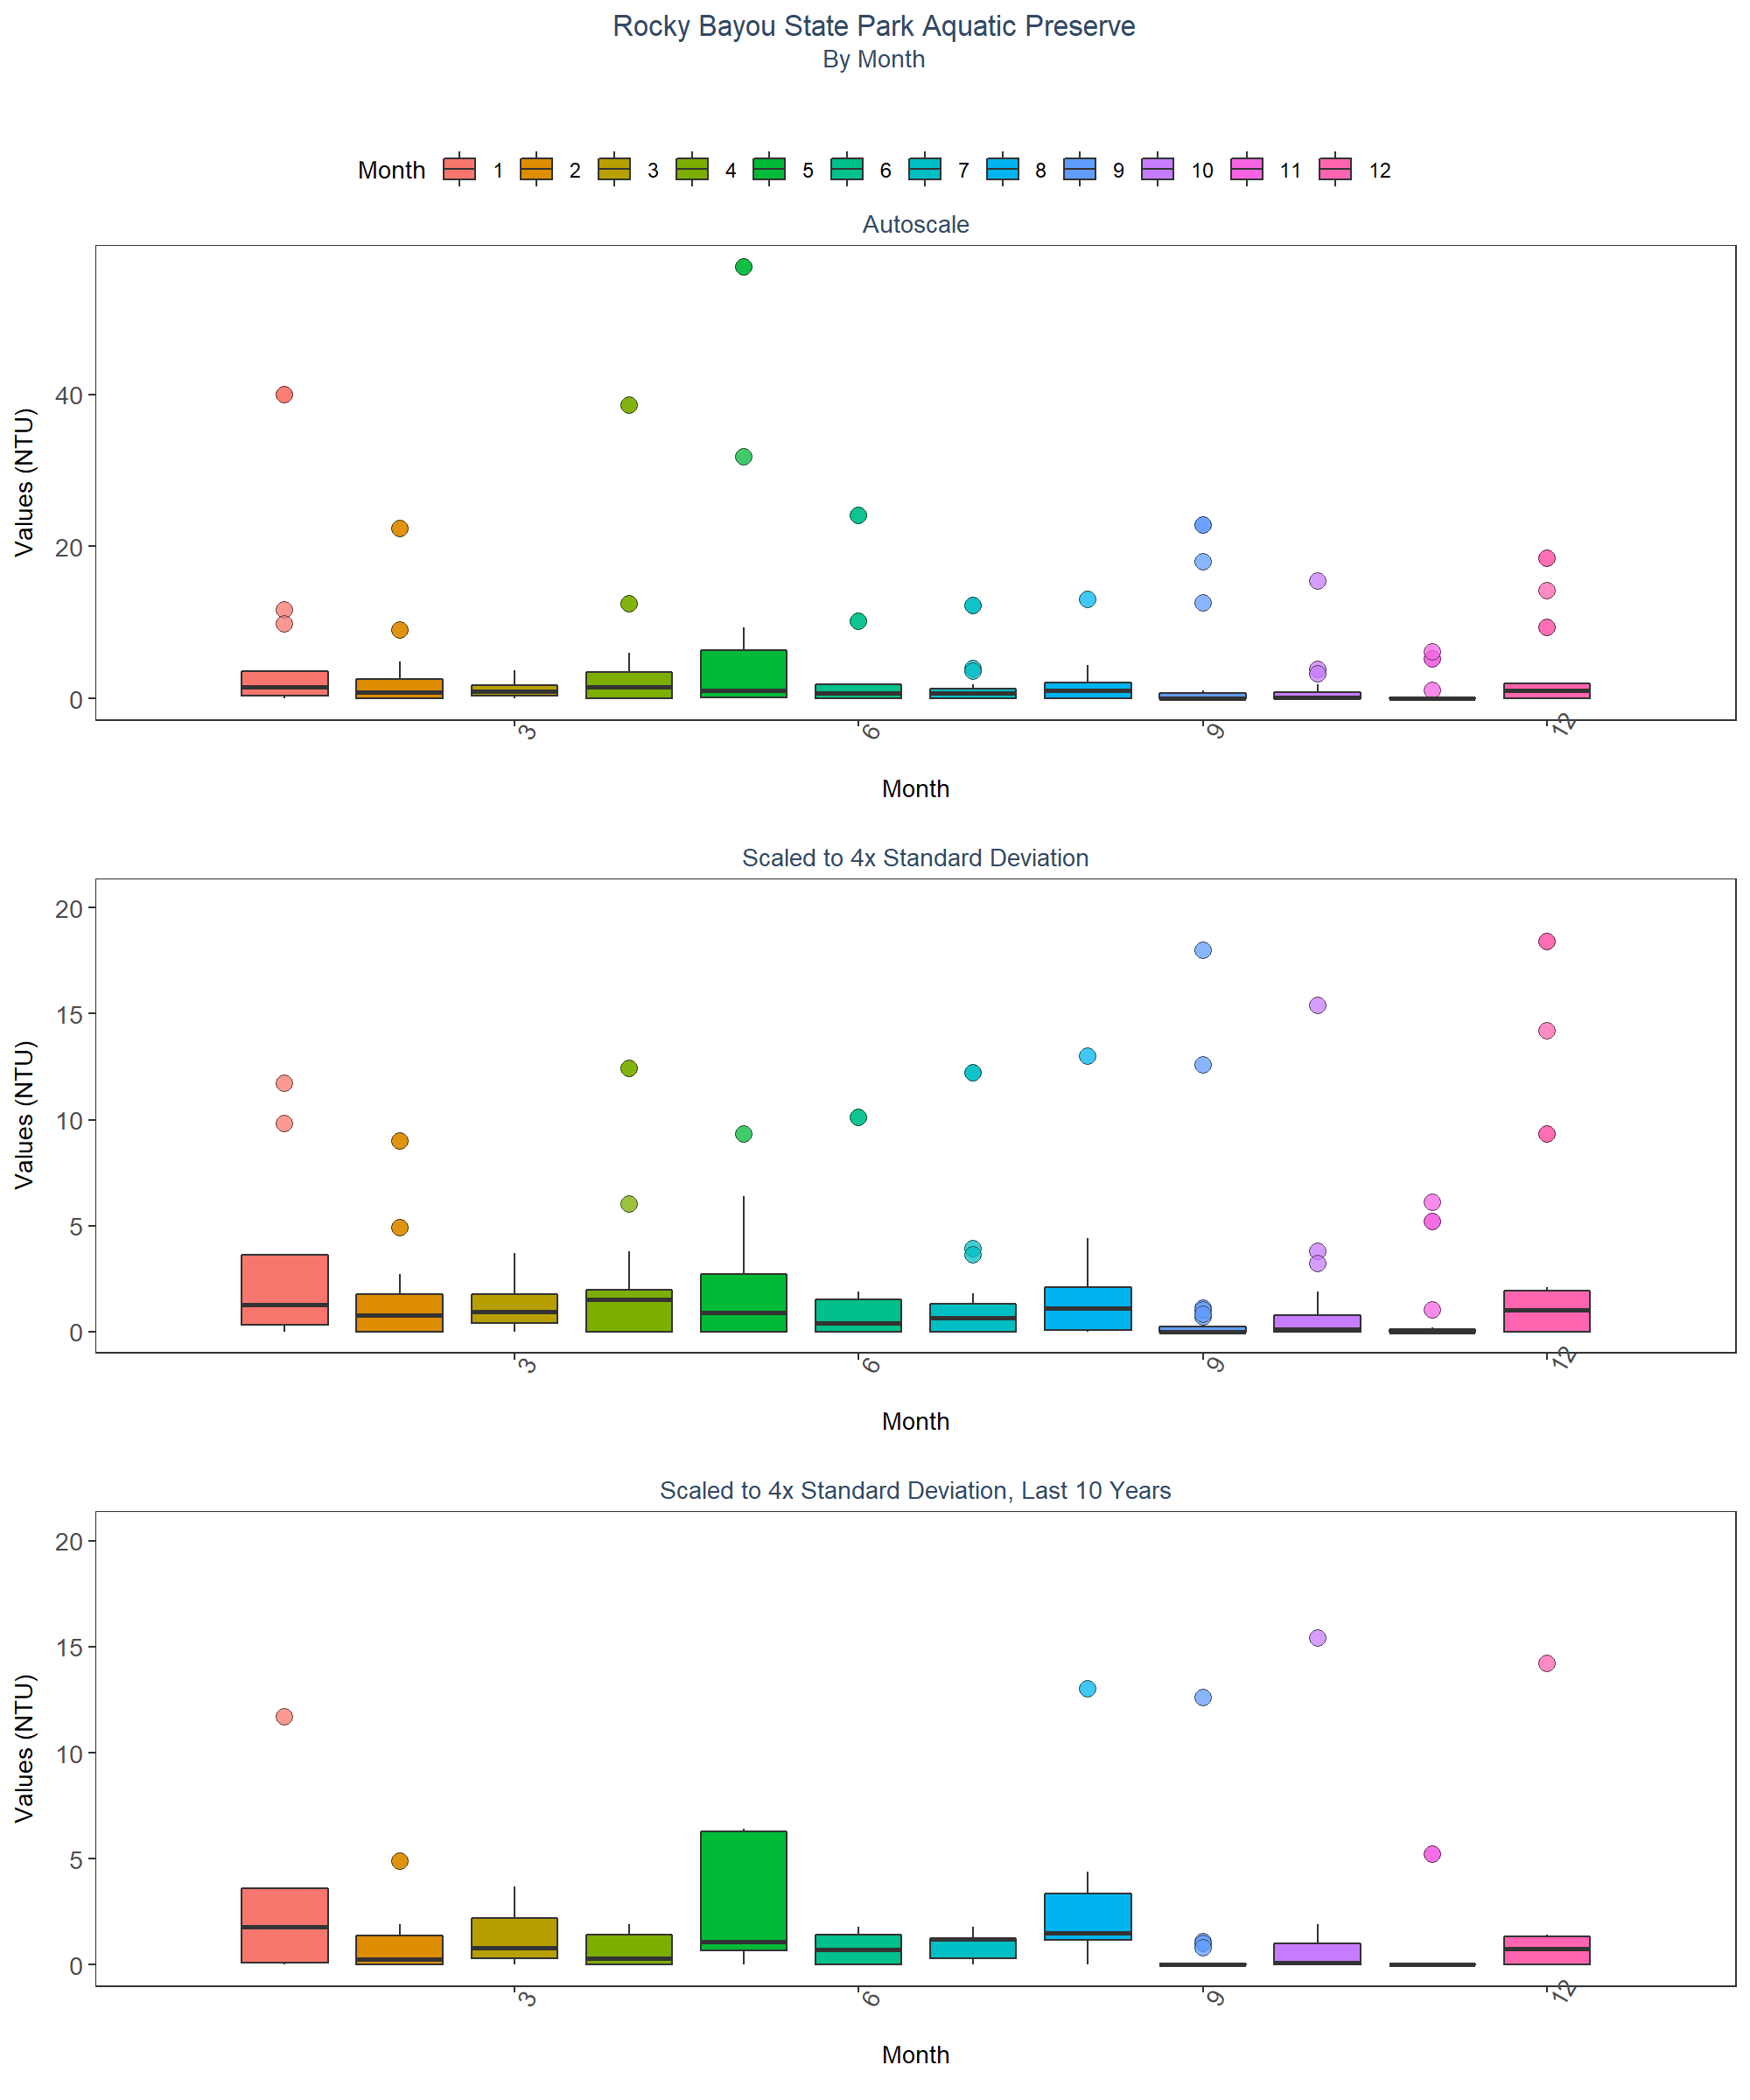 Rocky Bayou State Park Aquatic Preserve
By Month
Month 1 2 3 4 5 6 7 8 9 10 11 12
Autoscale
Values (NTU)
40
20
0
3 6 9 12
Month
Scaled to 4x Standard Deviation
Values (NTU)
20
15
10
5
0
3 6 9 12
Month
Scaled to 4x Standard Deviation, Last 10 Years
Values (NTU)
20
15
10
5
0
3 6 9 12
Month